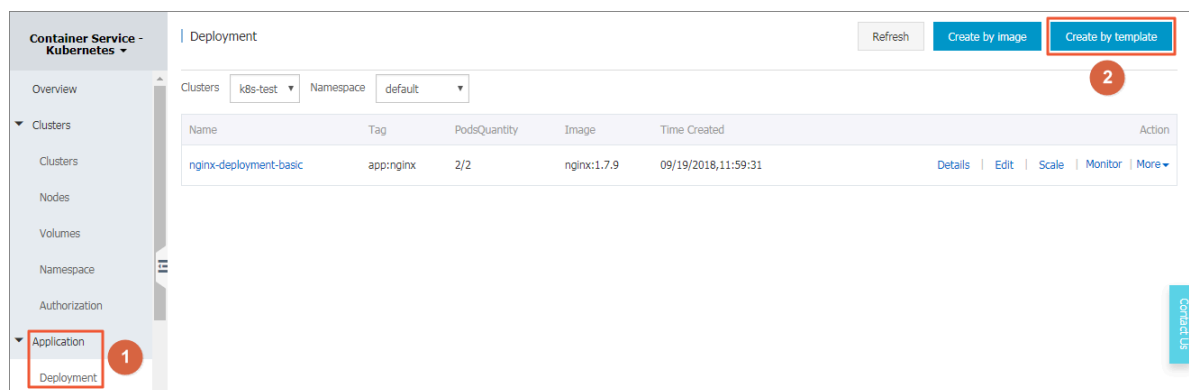 Container Service -
Kubernetes
Deployment
Refresh
Create by image
Create by template
2
Overview
Clusters k8s-test Namespace default
Clusters
Name Tag PodsQuantity Image Time Created Action
Clusters
nginx-deployment-basic app:nginx 2/2 nginx:1.7.9 09/19/2018,11:59:31 Details | Edit | Scale | Monitor | More
Nodes
Volumes
Namespace
Authorization
Application
1
Deployment
Contact Us